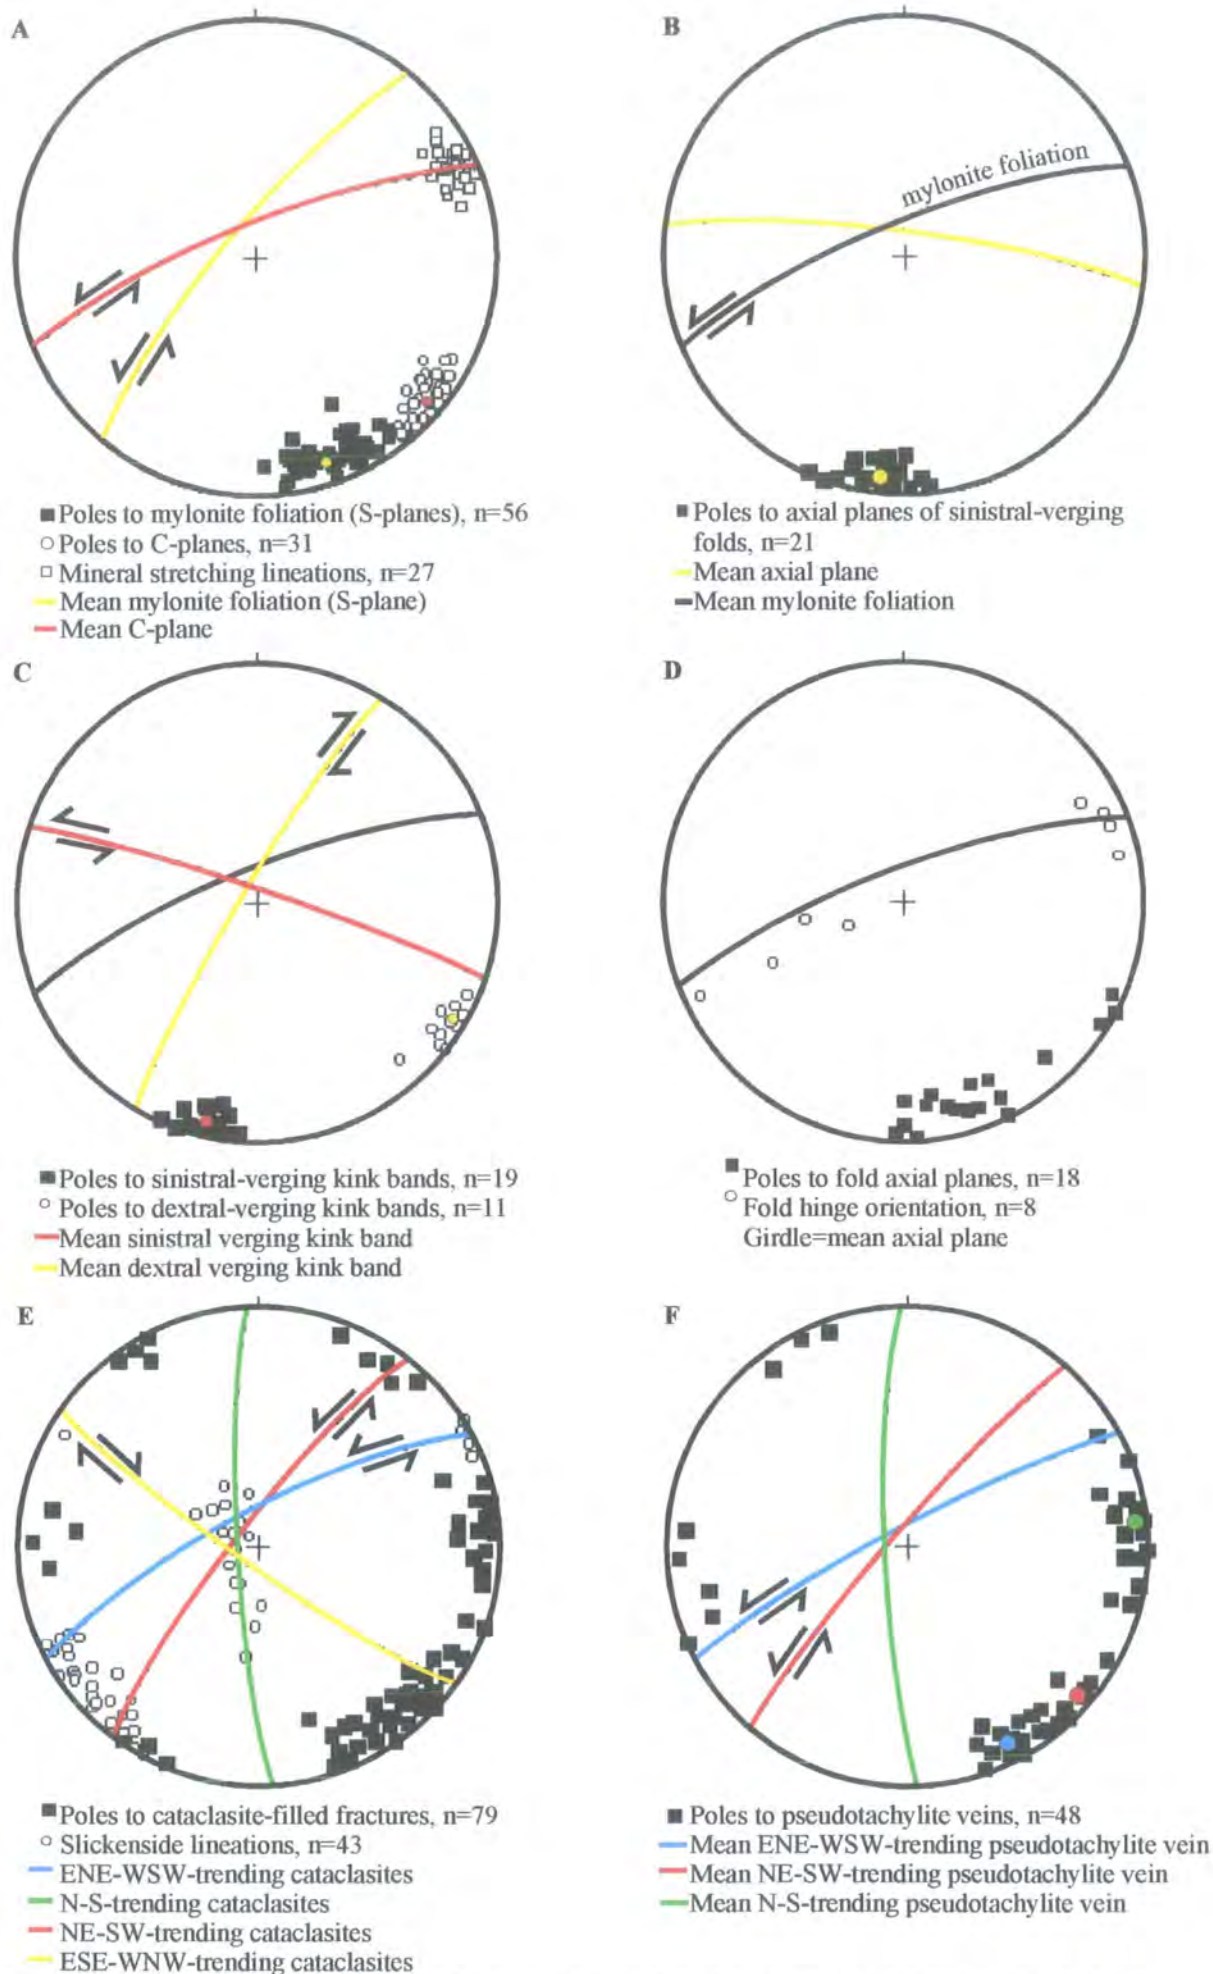 A
B
mylonite foliation
Poles to mylonite foliation (S-planes), n=56
Poles to C-planes, n=31
Mineral stretching lineations, n=27
Mean mylonite foliation (S-plane)
Mean C-plane
Poles to axial planes of sinistral-verging
folds, n=21
Mean axial plane
Mean mylonite foliation
C
D
Poles to sinistral-verging kink bands, n=19
Poles to dextral-verging kink bands, n=11
Mean sinistral verging kink band
Mean dextral verging kink band
Poles to fold axial planes, n=18
Fold hinge orientation, n=8
Girdle=mean axial plane
E
F
Poles to cataclasite-filled fractures, n=79
Slickenside lineations, n=43
ENE-WSW-trending cataclasites
N-S-trending cataclasites
NE-SW-trending cataclasites
ESE-WNW-trending cataclasites
Poles to pseudotachylite veins, n=48
Mean ENE-WSW-trending pseudotachylite vein
Mean NE-SW-trending pseudotachylite vein
Mean N-S-trending pseudotachylite vein